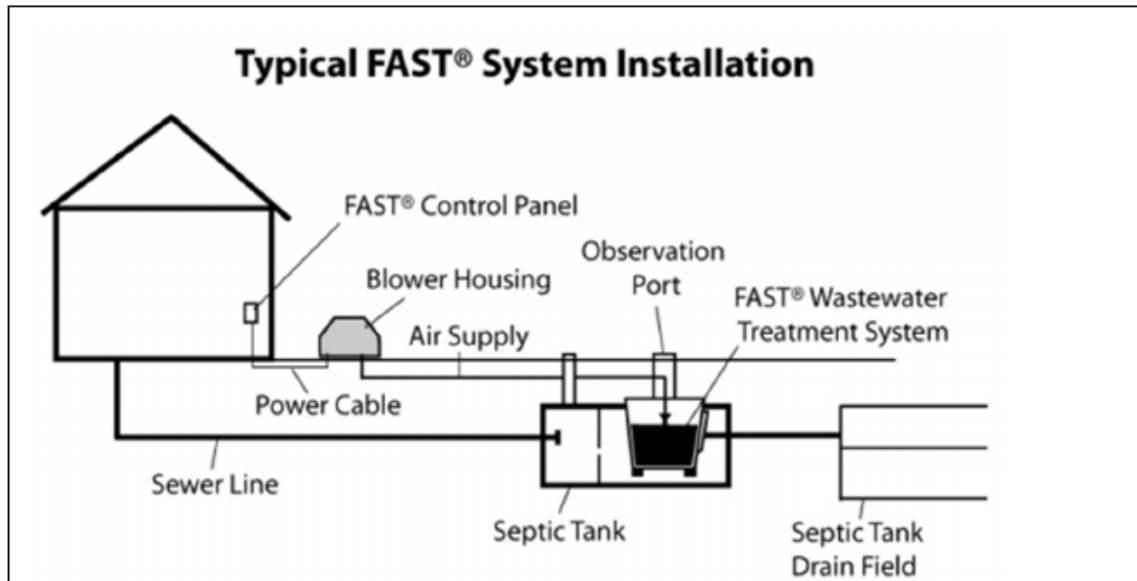 Typical FAST® System Installation
FAST® Control Panel
Blower Housing
Observation
Port
FAST® Wastewater
Treatment System
Air Supply
Power Cable
Sewer Line
Septic Tank
Septic Tank
Drain Field